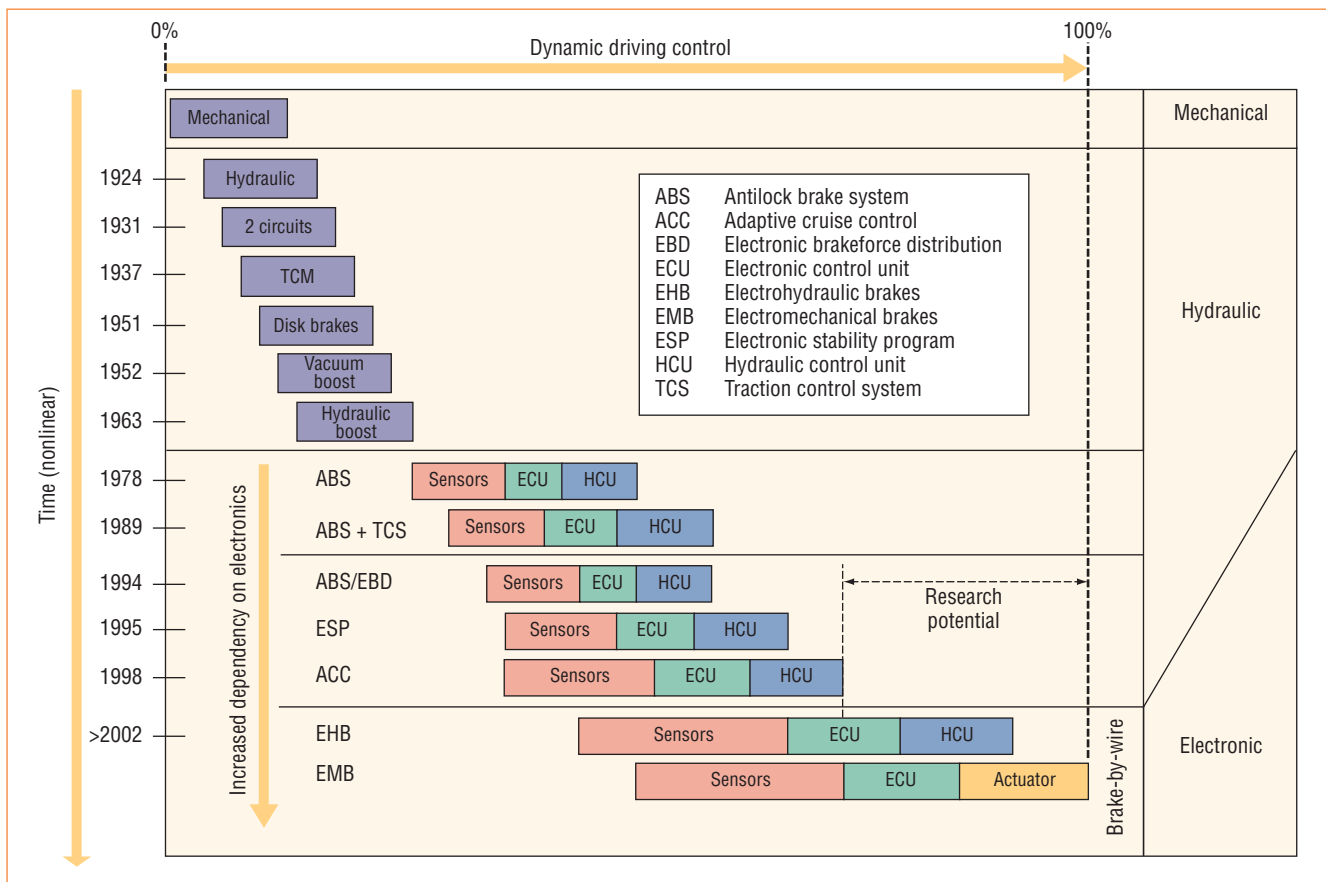 0%
100%
Dynamic driving control
Mechanical
Mechanical
1924
Hydraulic
1931
2 circuits
1937
TCM
1951
Disk brakes
1952
Vacuum
boost
1963
Hydraulic
boost
ABS Antilock brake system
ACC Adaptive cruise control
EBD Electronic brakeforce distribution
ECU Electronic control unit
EHB Electrohydraulic brakes
EMB Electromechanical brakes
ESP Electronic stability program
HCU Hydraulic control unit
TCS Traction control system
Hydraulic
Time (nonlinear)
Increased dependency on electronics
1978
ABS
Sensors
ECU
HCU
1989
ABS + TCS
Sensors
ECU
HCU
1994
ABS/EBD
Sensors
ECU
HCU
Research
potential
1995
ESP
Sensors
ECU
HCU
1998
ACC
Sensors
ECU
HCU
>2002
EHB
Sensors
ECU
HCU
EMB
Sensors
ECU
Actuator
Brake-by-wire
Electronic